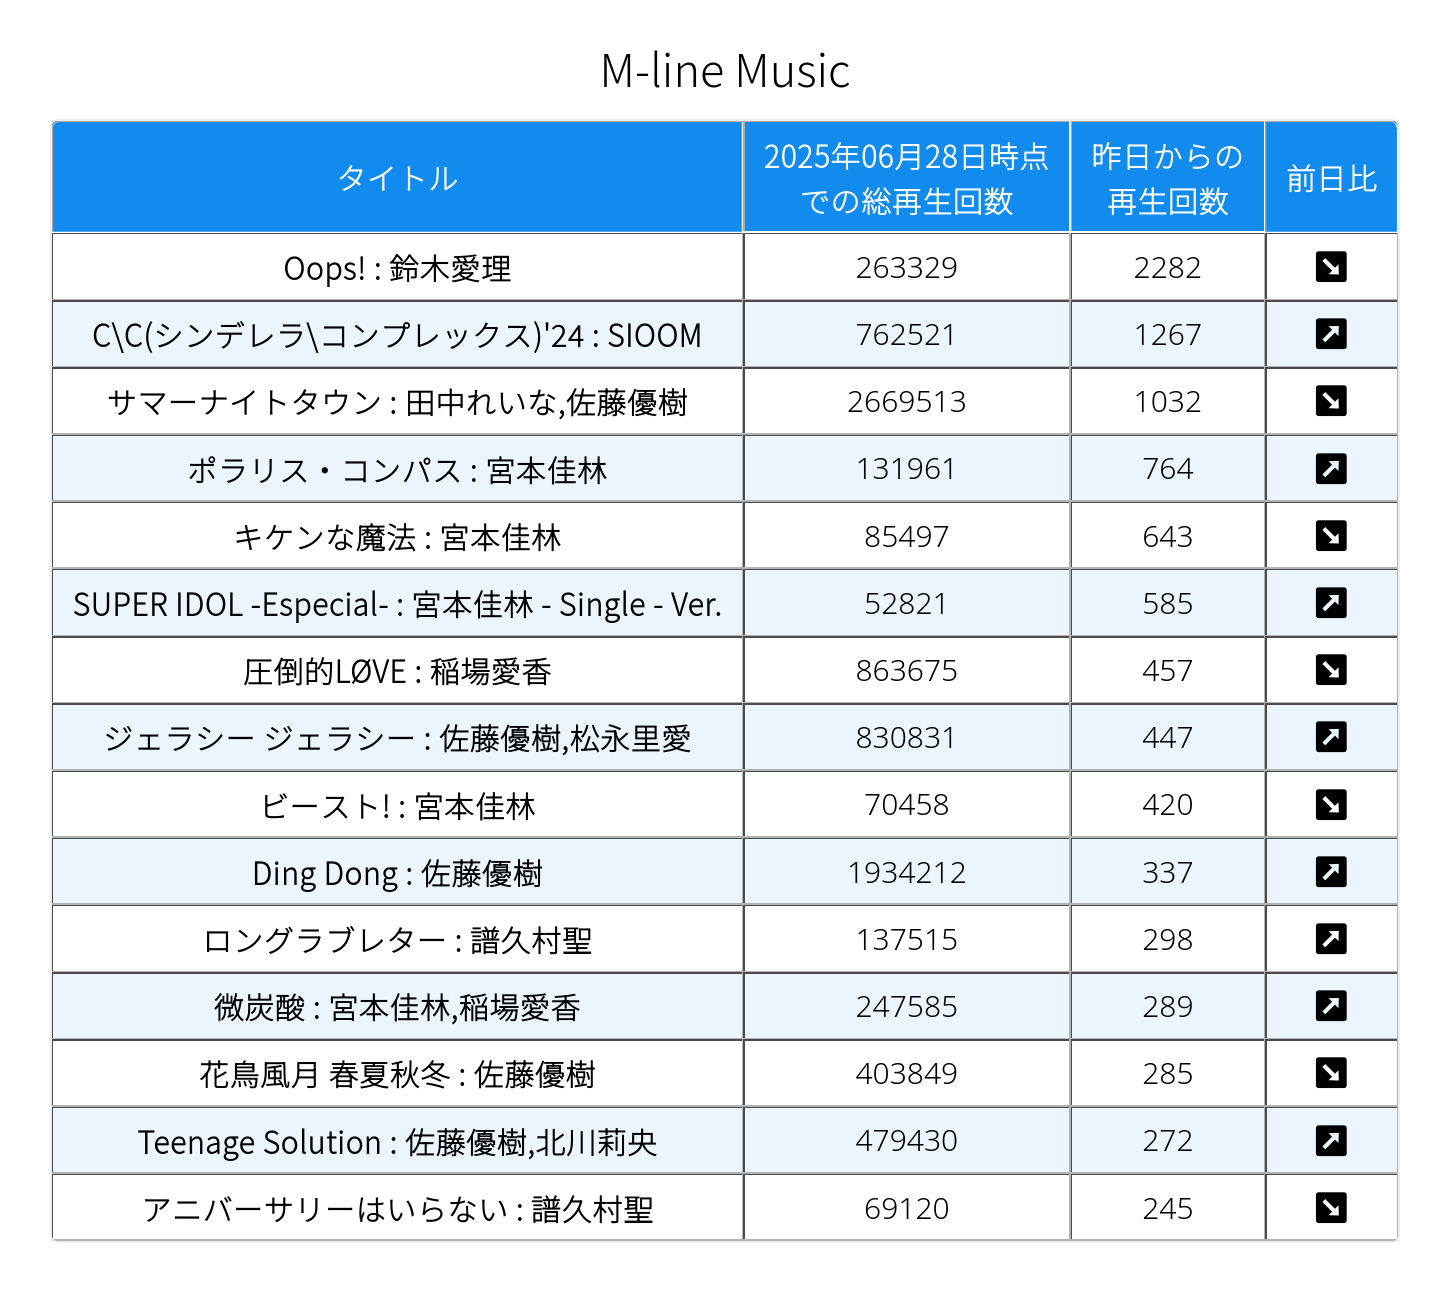 M-line Music
タイトル 2025年06月28日時点 昨日からの 前日比
での総再生回数 再生回数
Oops! : 鈴木愛理 263329 2282
C\C(シンデレラ\コンプレックス)'24 : SIOOM 762521 1267
サマーナイトタウン : 田中れいな,佐藤優樹 2669513 1032
ポラリス・コンパス : 宮本佳林 131961 764
キケンな魔法 : 宮本佳林 85497 643
SUPER IDOL -Especial- : 宮本佳林 - Single - Ver. 52821 585
圧倒的LØVE : 稲場愛香 863675 457
ジェラシー ジェラシー : 佐藤優樹,松永里愛 830831 447
ビースト! : 宮本佳林 70458 420
Ding Dong : 佐藤優樹 1934212 337
ロングラブレター : 譜久村聖 137515 298
微炭酸 : 宮本佳林,稲場愛香 247585 289
花鳥風月 春夏秋冬 : 佐藤優樹 403849 285
Teenage Solution : 佐藤優樹,北川莉央 479430 272
アニバーサリーはいらない : 譜久村聖 69120 245